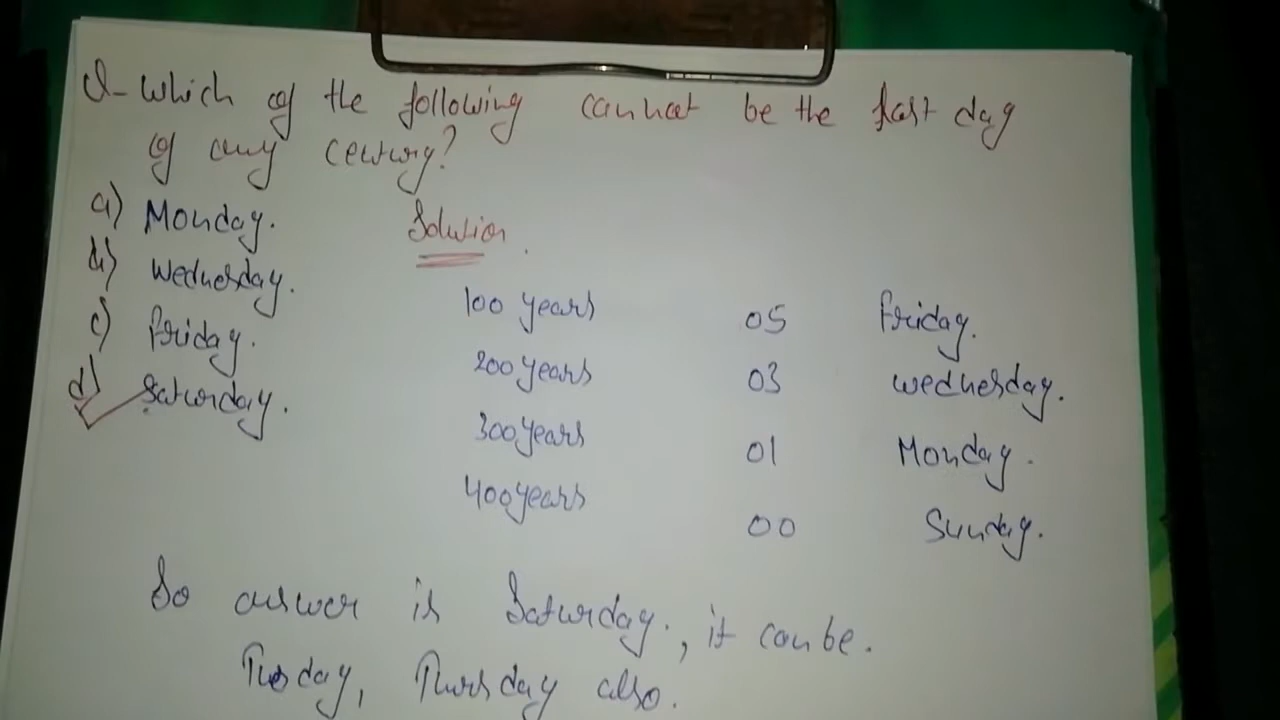 Q- Which of the following cannot be the last day
of any century?
a) Monday.
b) Wednesday.
c) Friday.
d) Saturday.
Solution.
100 years 05 Friday.
200 years 03 Wednesday.
300 years 01 Monday.
400 years 00 Sunday.
So answer is Saturday., it can be.
Tuesday, Thursday also.